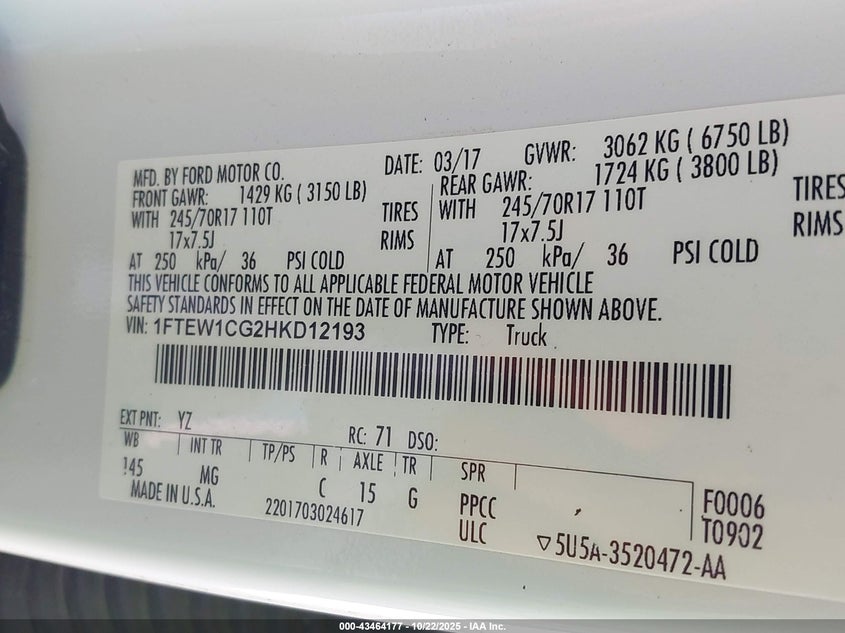 MFD. BY FORD MOTOR CO. DATE: 03/17 GVWR: 3062 KG ( 6750 LB)
FRONT GAWR: 1429 KG ( 3150 LB) REAR GAWR: 1724 KG ( 3800 LB)
WITH 245/70R17 110T TIRES WITH 245/70R17 110T TIRES
17x7.5J RIMS 17x7.5J RIMS
AT 250 kPa/ 36 PSI COLD AT 250 kPa/ 36 PSI COLD
THIS VEHICLE CONFORMS TO ALL APPLICABLE FEDERAL MOTOR VEHICLE
SAFETY STANDARDS IN EFFECT ON THE DATE OF MANUFACTURE SHOWN ABOVE.
VIN: 1FTEW1CG2HKD12193 TYPE: Truck
EXT PNT: YZ RC: 71 DSO:
WB INT TR TP/PS R AXLE TR SPR
145 MG C 15 G PPCC F0006
MADE IN U.S.A. 2201703024617 ULC T0902
▽5U5A-3520472-AA
000-43464177 - 10/22/2025 - IAA Inc.